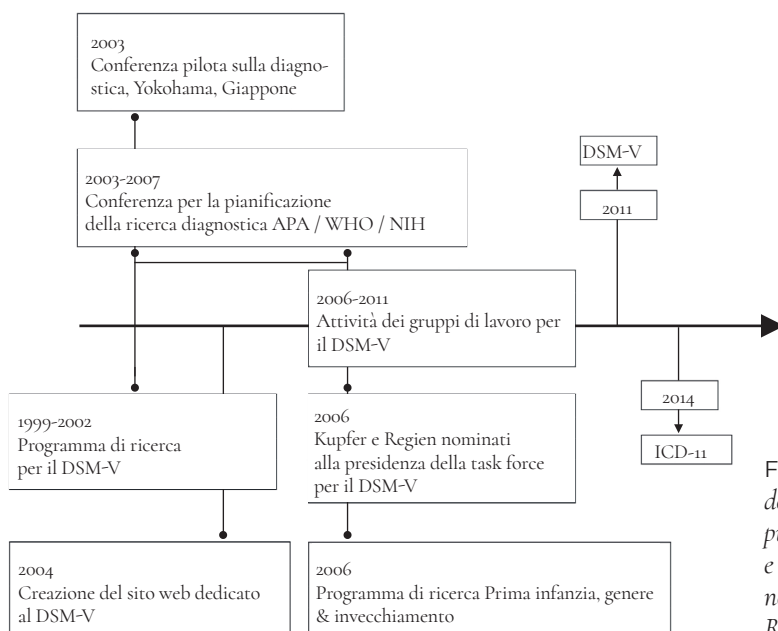 2003
Conferenza pilota sulla diagno-
stica, Yokohama, Giappone
2003-2007
Conferenza per la pianificazione
della ricerca diagnostica APA / WHO / NIH
DSM-V
2011
2006-2011
Attività dei gruppi di lavoro per
il DSM-V
2014
ICD-11
1999-2002
Programma di ricerca
per il DSM-V
2006
Kupfer e Regien nominati
alla presidenza della task force
per il DSM-V
2004
Creazione del sito web dedicato
al DSM-V
2006
Programma di ricerca Prima infanzia, genere
& invecchiamento
e